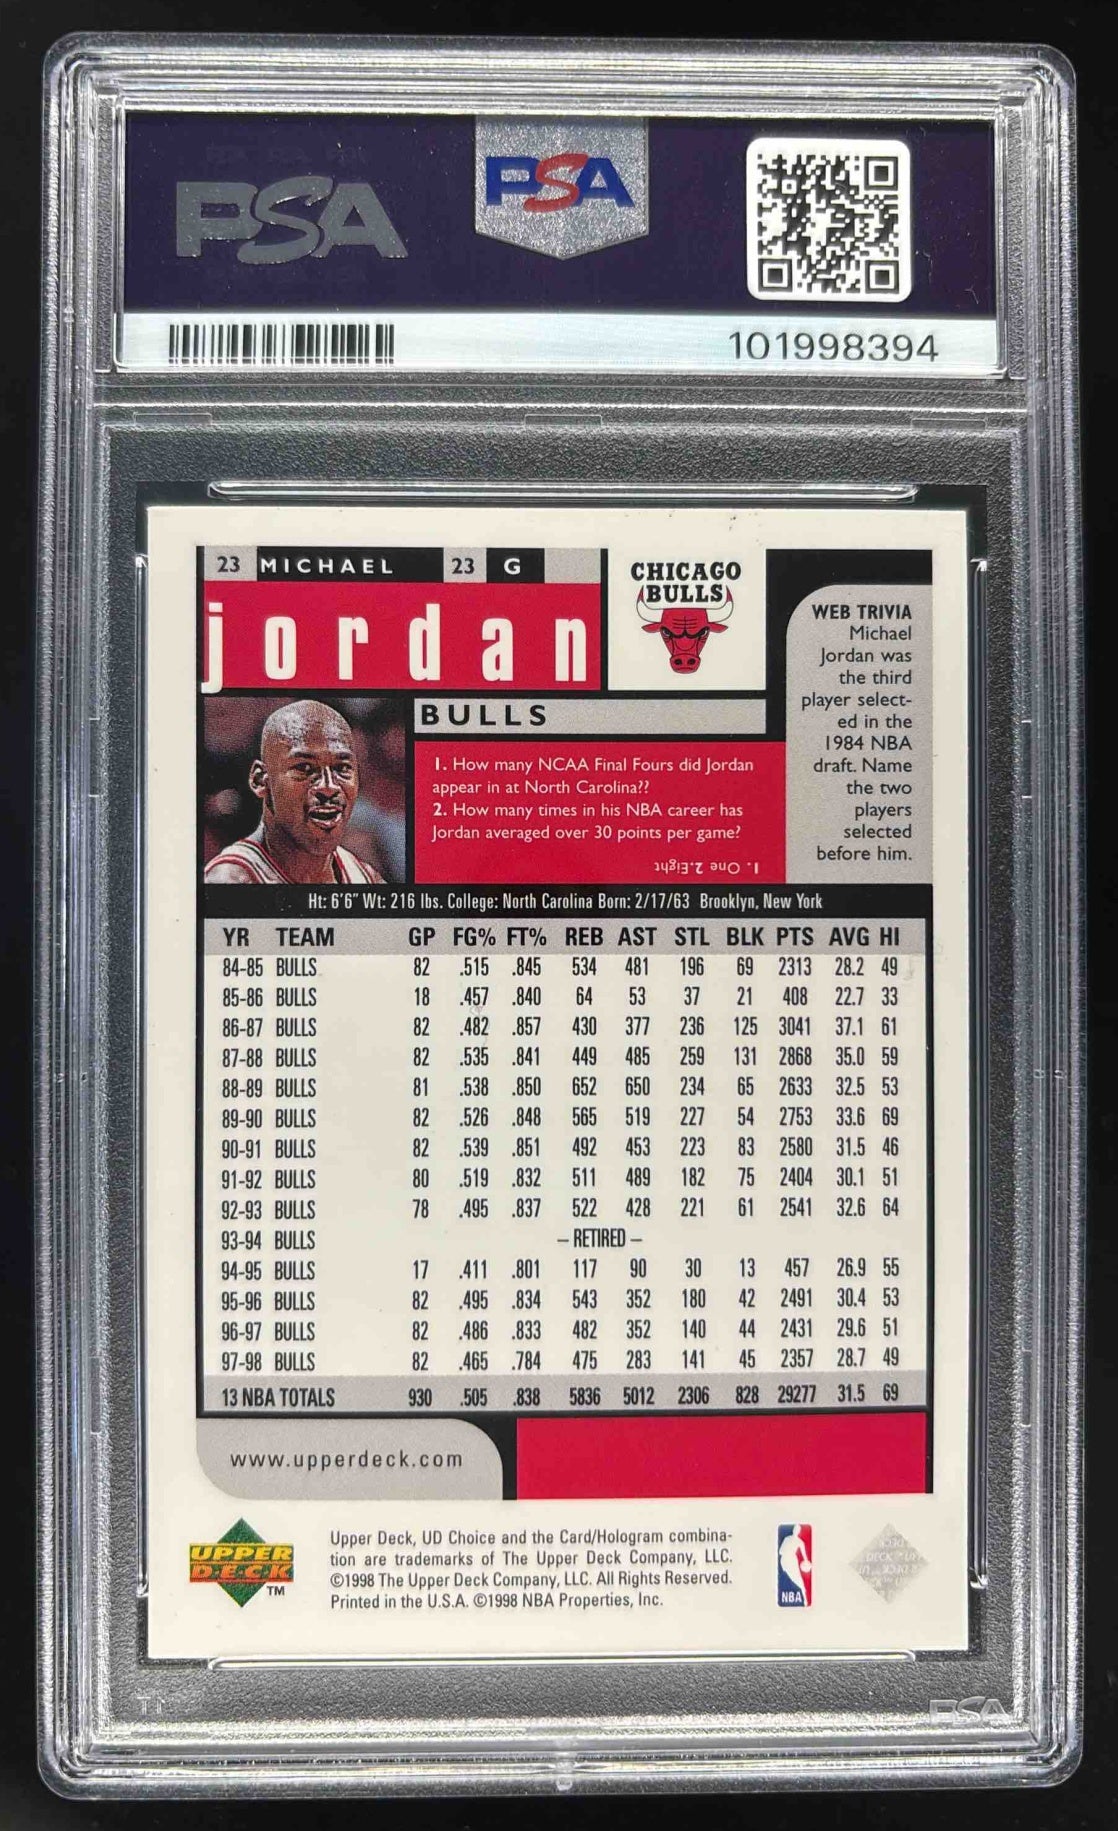 PSA
PSA
101998394
23 MICHAEL 23 G
jordan
CHICAGO
BULLS
BULLS
WEB TRIVIA
Michael
Jordan was
the third
player select-
ed in the
1984 NBA
draft. Name
the two
players
selected
before him.
1. How many NCAA Final Fours did Jordan
appear in at North Carolina??
2. How many times in his NBA career has
Jordan averaged over 30 points per game?
1. One 2.Eight
Ht: 6'6" Wt: 216 lbs. College: North Carolina Born: 2/17/63 Brooklyn, New York
YR TEAM GP FG% FT% REB AST STL BLK PTS AVG HI
84-85 BULLS 82 .515 .845 534 481 196 69 2313 28.2 49
85-86 BULLS 18 .457 .840 64 53 37 21 408 22.7 33
86-87 BULLS 82 .482 .857 430 377 236 125 3041 37.1 61
87-88 BULLS 82 .535 .841 449 485 259 131 2868 35.0 59
88-89 BULLS 81 .538 .850 652 650 234 65 2633 32.5 53
89-90 BULLS 82 .526 .848 565 519 227 54 2753 33.6 69
90-91 BULLS 82 .539 .851 492 453 223 83 2580 31.5 46
91-92 BULLS 80 .519 .832 511 489 182 75 2404 30.1 51
92-93 BULLS 78 .495 .837 522 428 221 61 2541 32.6 64
93-94 BULLS – RETIRED –
94-95 BULLS 17 .411 .801 117 90 30 13 457 26.9 55
95-96 BULLS 82 .495 .834 543 352 180 42 2491 30.4 53
96-97 BULLS 82 .486 .833 482 352 140 44 2431 29.6 51
97-98 BULLS 82 .465 .784 475 283 141 45 2357 28.7 49
13 NBA TOTALS 930 .505 .838 5836 5012 2306 828 29277 31.5 69
www.upperdeck.com
UPPER
DECK
TM
Upper Deck, UD Choice and the Card/Hologram combina-
tion are trademarks of The Upper Deck Company, LLC.
©1998 The Upper Deck Company, LLC. All Rights Reserved.
Printed in the U.S.A. ©1998 NBA Properties, Inc.
NBA
PSA